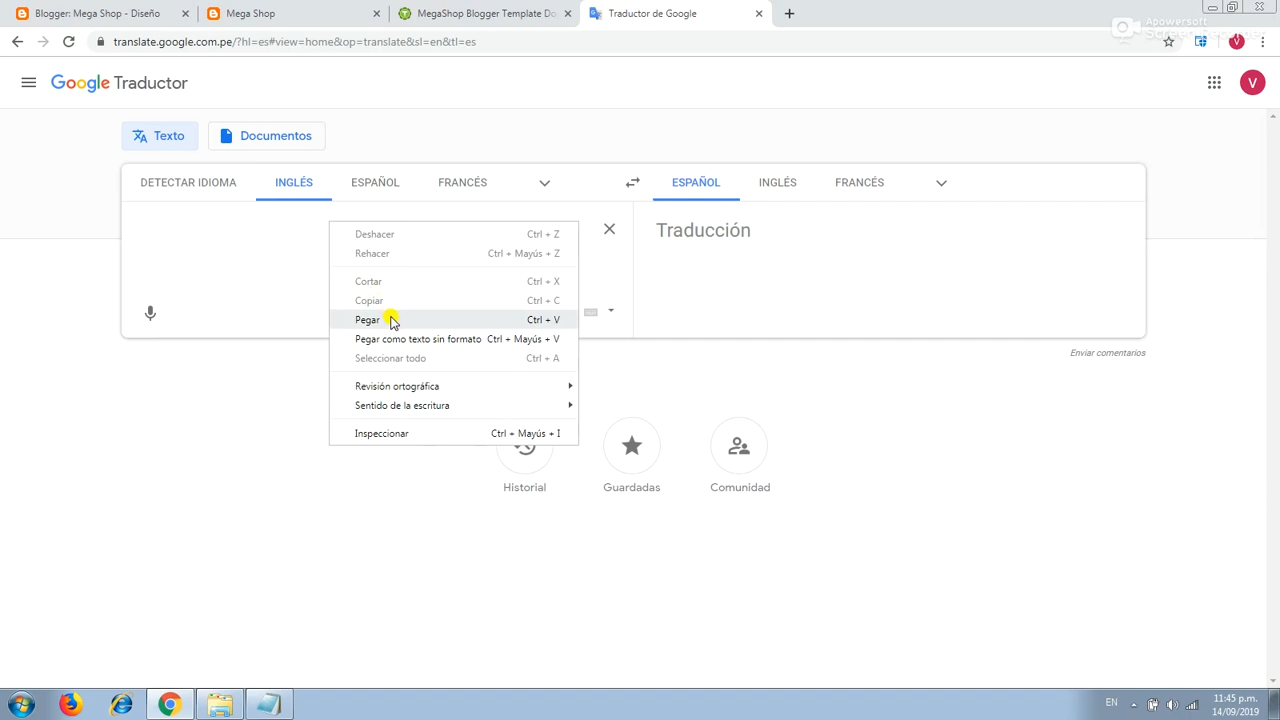 Blogger: Mega Shop - Diseño
Mega Shop
MegaShop Blogger Template Do
Traductor de Google
Apowersoft
Screen Recorder
translate.google.com.pe/?hl=es#view=home&op=translate&sl=en&tl=es
V
Google Traductor
V
Texto
Documentos
DETECTAR IDIOMA INGLÉS ESPAÑOL FRANCÉS
ESPAÑOL INGLÉS FRANCÉS
Traducción
Deshacer Ctrl + Z
Rehacer Ctrl + Mayús + Z
Cortar Ctrl + X
Copiar Ctrl + C
Pegar Ctrl + V
Pegar como texto sin formato Ctrl + Mayús + V
Seleccionar todo Ctrl + A
Revisión ortográfica
Sentido de la escritura
Inspeccionar Ctrl + Mayús + I
Enviar comentarios
Historial
Guardadas
Comunidad
EN
11:45 p.m.
14/09/2019